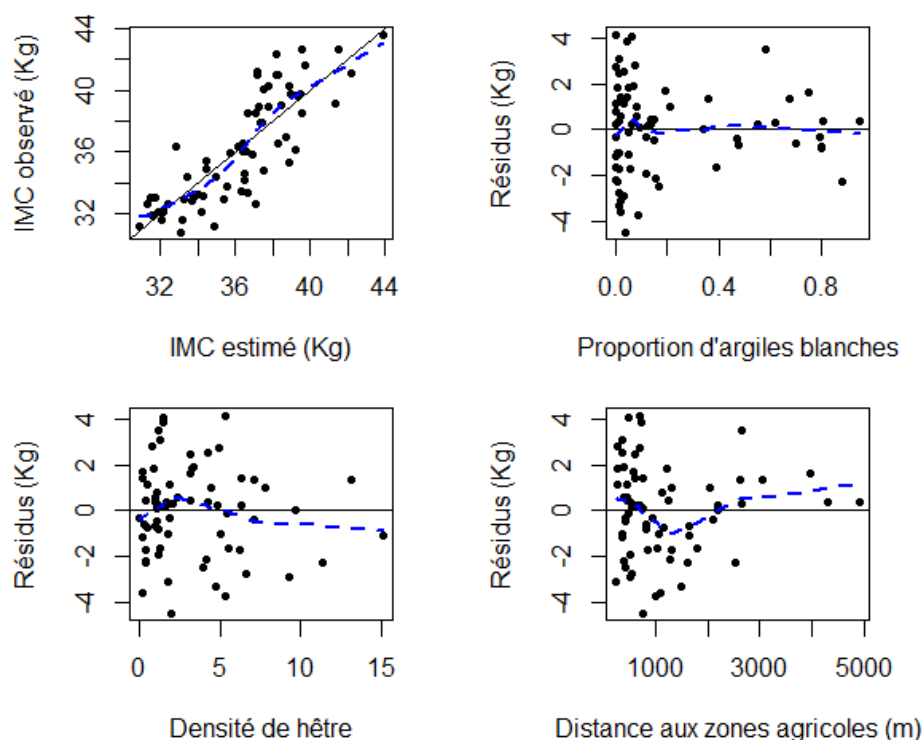 IMC observé (Kg)
44
40
36
32
32 36 40 44
IMC estimé (Kg)
Résidus (Kg)
4
2
0
-2
-4
0.0 0.4 0.8
Proportion d'argiles blanches
Résidus (Kg)
4
2
0
-2
-4
0 5 10 15
Densité de hêtre
Résidus (Kg)
4
2
0
-2
-4
1000 3000 5000
Distance aux zones agricoles (m)